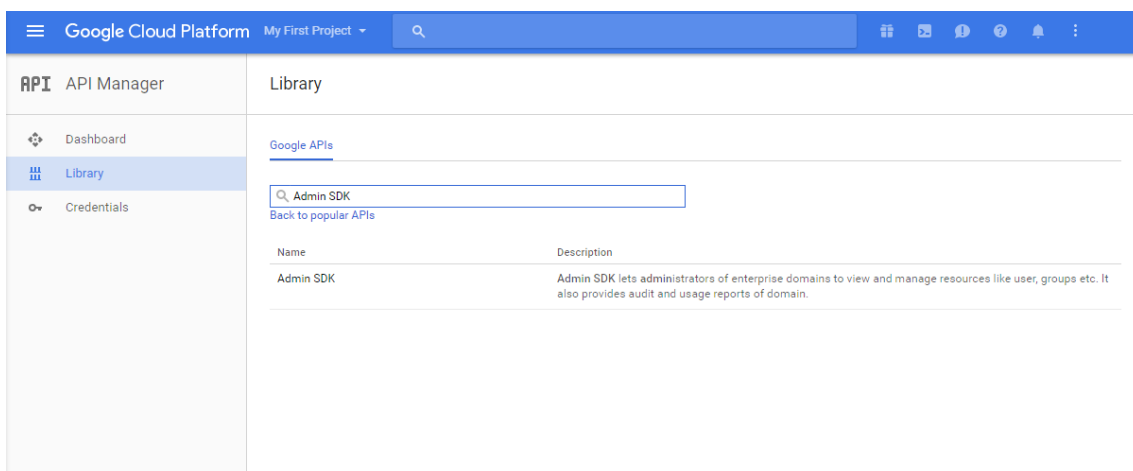 Google Cloud Platform My First Project
API API Manager
Library
Dashboard
Library
Credentials
Google APIs
Admin SDK
Back to popular APIs
Name Description
Admin SDK Admin SDK lets administrators of enterprise domains to view and manage resources like user, groups etc. It
also provides audit and usage reports of domain.